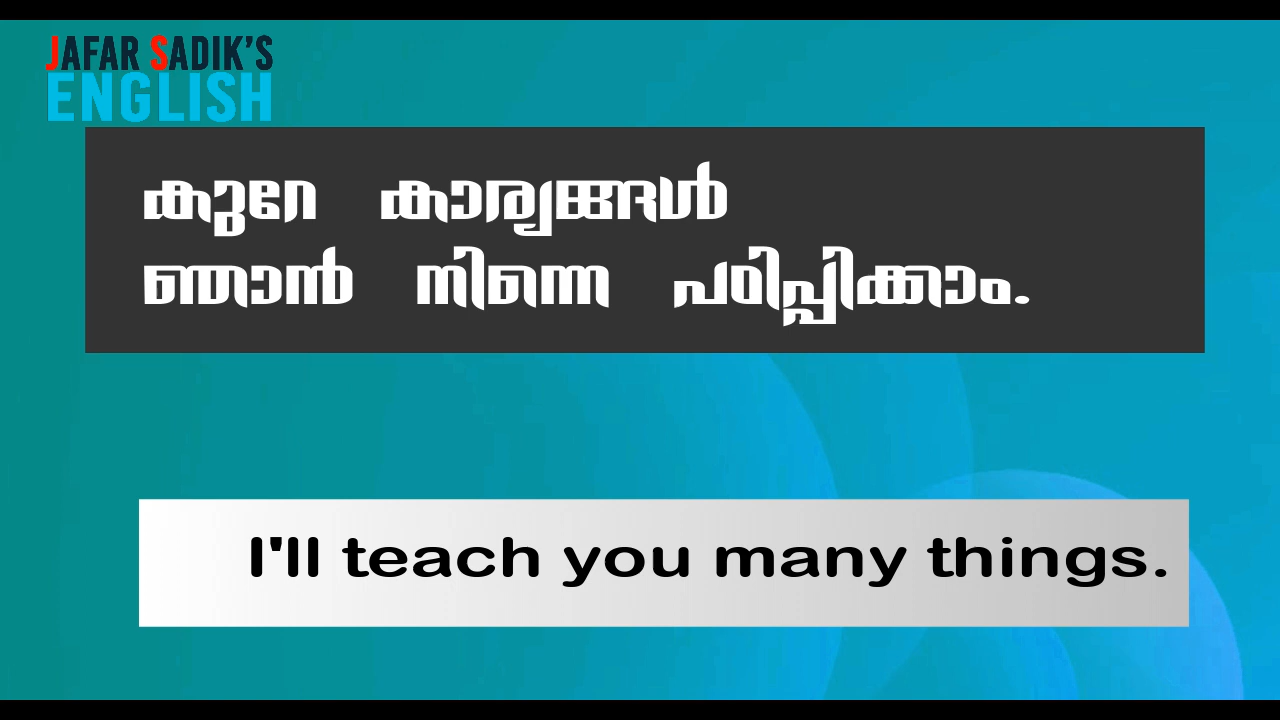 JAFAR SADIK'S
ENGLISH
കുറേ കാര്യങ്ങൾ
ഞാൻ നിന്നെ പഠിപ്പിക്കാം.
I'll teach you many things.